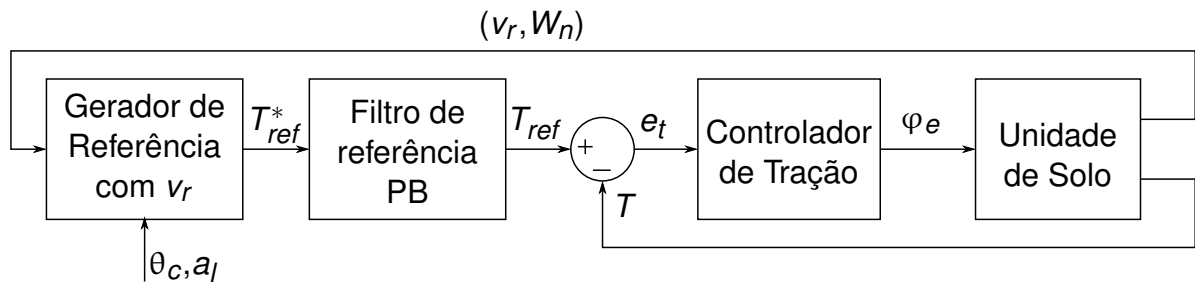 (v_r, W_n)
Gerador de
Referência
com v_r
T*_ref
Filtro de
referência
PB
T_ref
+
−
e_t
Controlador
de Tração
φ_e
Unidade
de Solo
T
θ_c, a_l